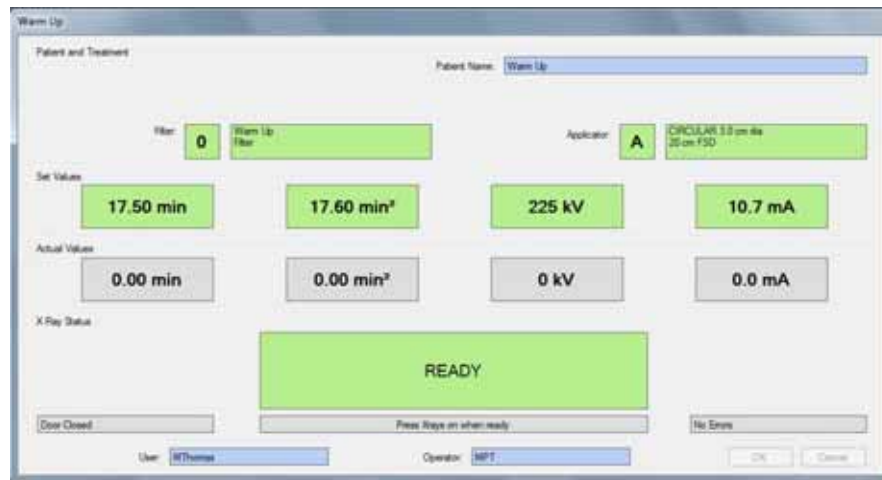 Warm Up
Patient and Treatment
Patient Name: Warm Up
Filter: 0 Warm Up
Filter
Applicator: A CIRCULAR 3.0 cm dia
20 cm FSD
Set Values
17.50 min 17.60 min² 225 kV 10.7 mA
Actual Values
0.00 min 0.00 min² 0 kV 0.0 mA
X Ray Status
READY
Door Closed Press Xrays on when ready No Errors
User: MThomas Operator: MPT OK Cancel